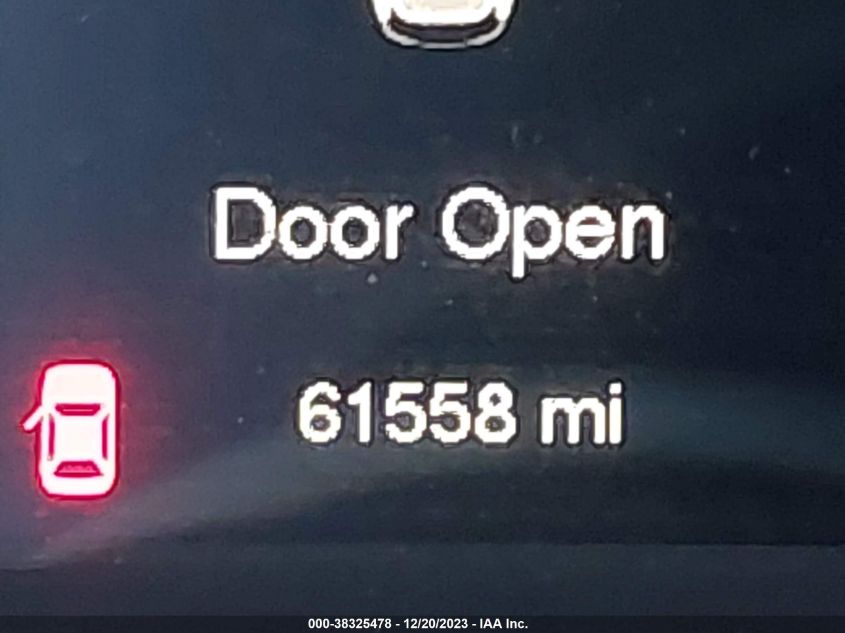 Door Open
61558 mi
000-38325478 - 12/20/2023 - IAA Inc.